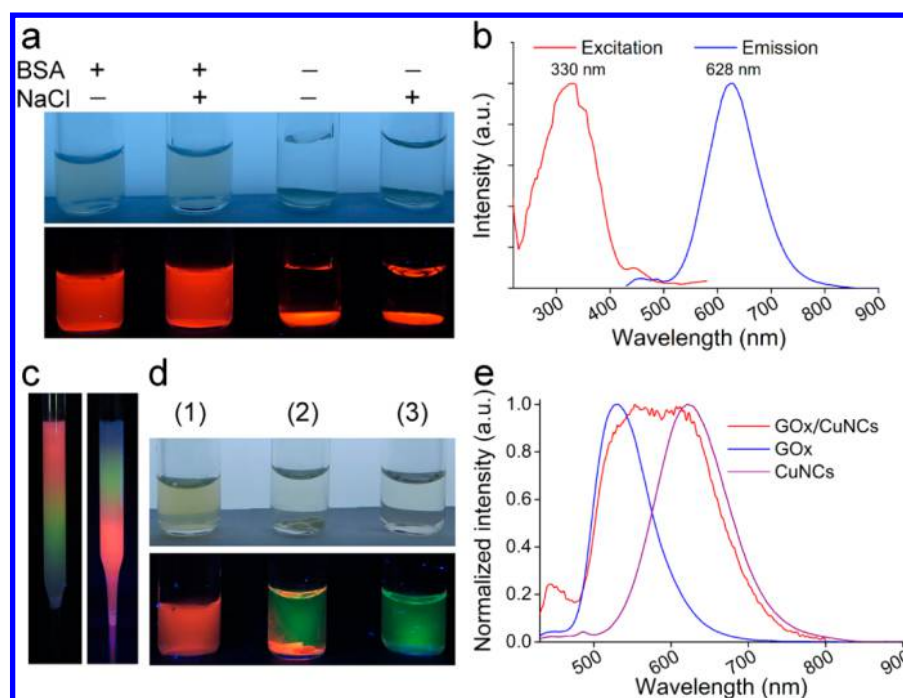 a
BSA + + − −
NaCl − + − +
b
Excitation Emission
330 nm 628 nm
Intensity (a.u.)
300 400 500 600 700 800 900
Wavelength (nm)
c
d
(1) (2) (3)
e
GOx/CuNCs
GOx
CuNCs
Normalized intensity (a.u.)
1.0
0.8
0.6
0.4
0.2
0.0
500 600 700 800 900
Wavelength (nm)